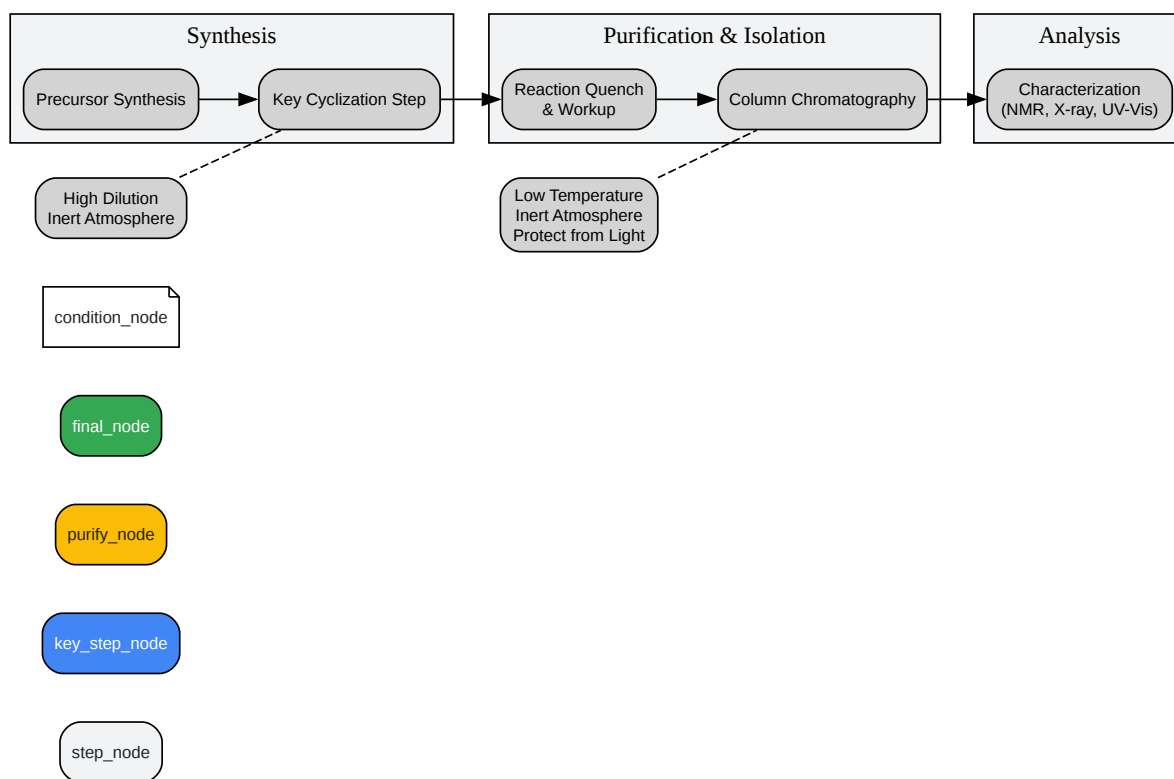 Synthesis
Precursor Synthesis
Key Cyclization Step
High Dilution
Inert Atmosphere
Purification & Isolation
Reaction Quench
& Workup
Column Chromatography
Low Temperature
Inert Atmosphere
Protect from Light
Analysis
Characterization
(NMR, X-ray, UV-Vis)
condition_node
final_node
purify_node
key_step_node
step_node